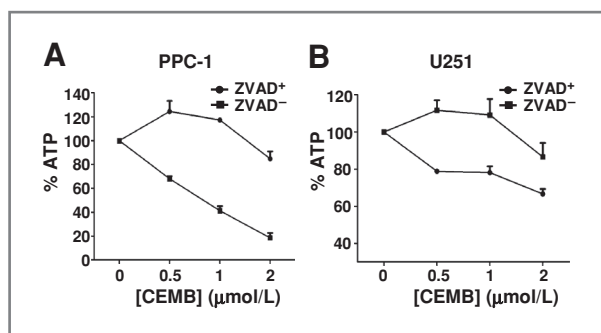 A
PPC-1
ZVAD+
ZVAD−
% ATP
140
120
100
80
60
40
20
0
0 0.5 1 2
[CEMB] (μmol/L)
B
U251
ZVAD+
ZVAD−
% ATP
120
100
80
60
40
0 0.5 1 2
[CEMB] (μmol/L)